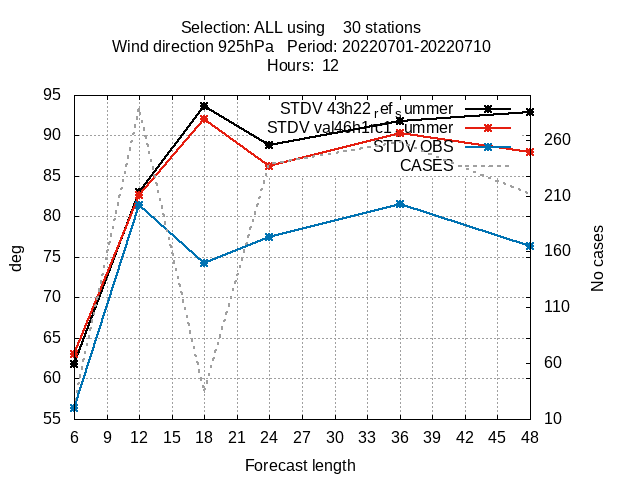 Selection: ALL using    30 stations
Wind direction 925hPa   Period: 20220701-20220710
Hours:  12
STDV 43h22_ref_summer
STDV val46h1rc1_summer
STDV OBS
CASES
95
90
85
80
75
70
65
60
55
260
210
160
110
60
10
deg
No cases
6 9 12 15 18 21 24 27 30 33 36 39 42 45 48
Forecast length